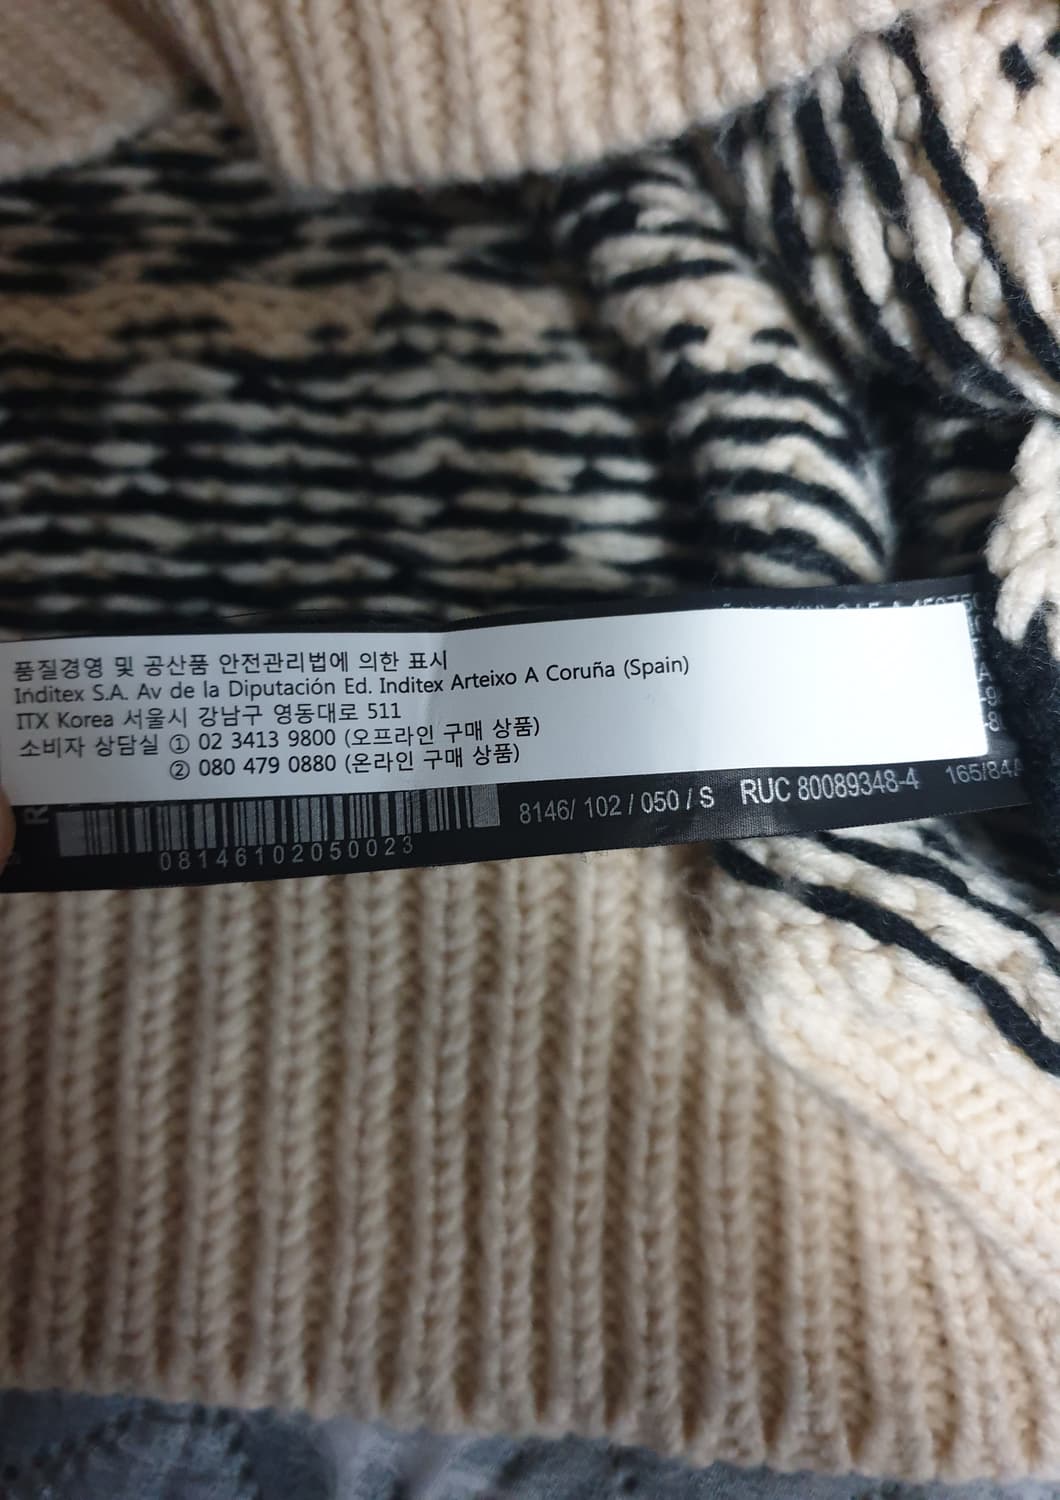 품질경영 및 공산품 안전관리법에 의한 표시
Inditex S.A. Av de la Diputación Ed. Inditex Arteixo A Coruña (Spain)
ITX Korea 서울시 강남구 영동대로 511
소비자 상담실 ① 02 3413 9800 (오프라인 구매 상품)
② 080 479 0880 (온라인 구매 상품)
R
8146/ 102 / 050 / S RUC 80089348-4 165/84A
08146102050023